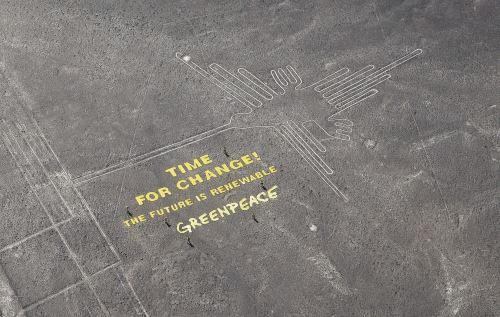 TIME
FOR CHANGE!
THE FUTURE IS RENEWABLE
GREENPEACE